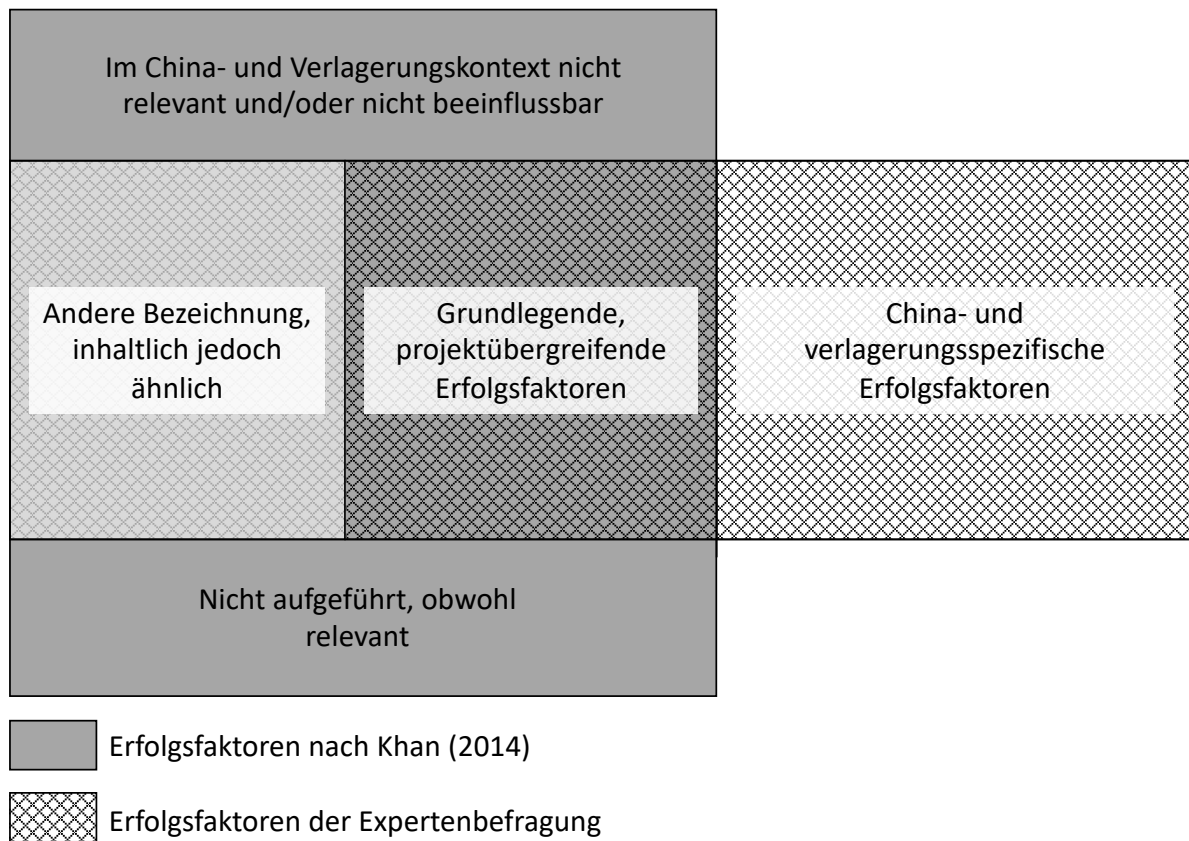 Im China- und Verlagerungskontext nicht
relevant und/oder nicht beeinflussbar
Andere Bezeichnung,
inhaltlich jedoch
ähnlich
Grundlegende,
projektübergreifende
Erfolgsfaktoren
China- und
verlagerungsspezifische
Erfolgsfaktoren
Nicht aufgeführt, obwohl
relevant
Erfolgsfaktoren nach Khan (2014)
Erfolgsfaktoren der Expertenbefragung